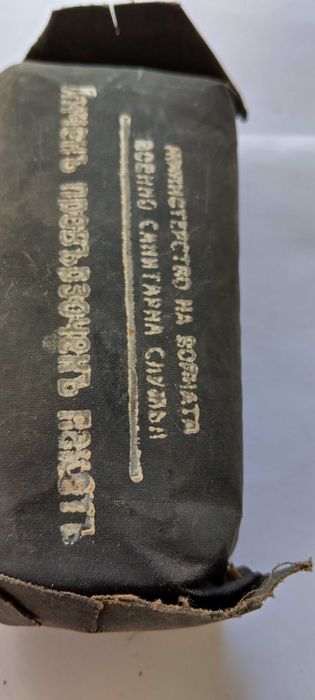 МИНИСТЕРСТВО НА ВОЙНАТА
ВОЕННО САНИТАРНА СЛУЖБА
ЛИЧЕНЪ ПРЕВЪРЗОЧЕНЪ ПАКЕТЪ